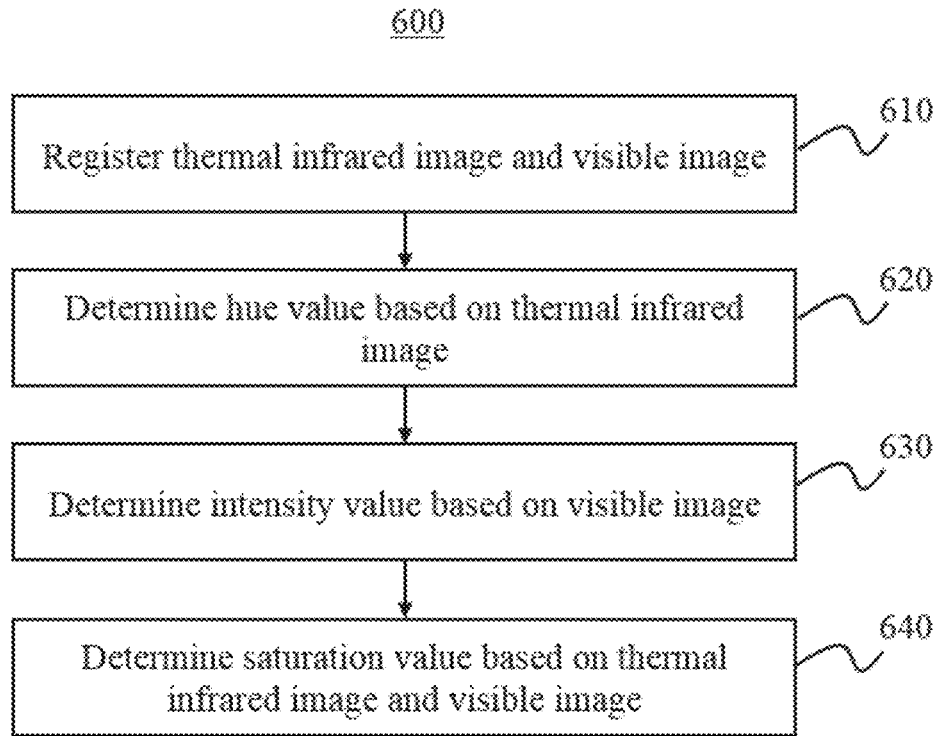 600
610
Register thermal infrared image and visible image
620
Determine hue value based on thermal infrared
image
630
Determine intensity value based on visible image
640
Determine saturation value based on thermal
infrared image and visible image